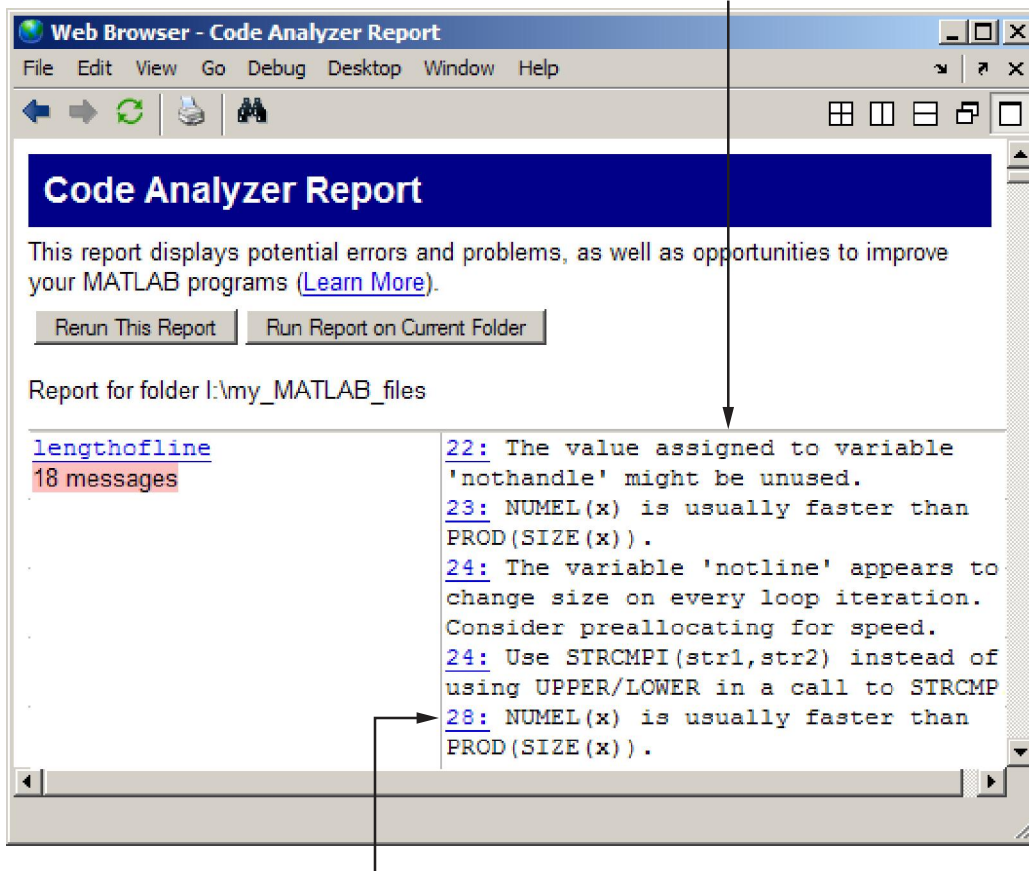 Web Browser - Code Analyzer Report
File Edit View Go Debug Desktop Window Help
Code Analyzer Report
This report displays potential errors and problems, as well as opportunities to improve
your MATLAB programs (Learn More).
Rerun This Report Run Report on Current Folder
Report for folder I:\my_MATLAB_files
lengthofline
18 messages
22: The value assigned to variable
'nothandle' might be unused.
23: NUMEL(x) is usually faster than
PROD(SIZE(x)).
24: The variable 'notline' appears to
change size on every loop iteration.
Consider preallocating for speed.
24: Use STRCMPI(str1,str2) instead of
using UPPER/LOWER in a call to STRCMP
28: NUMEL(x) is usually faster than
PROD(SIZE(x)).